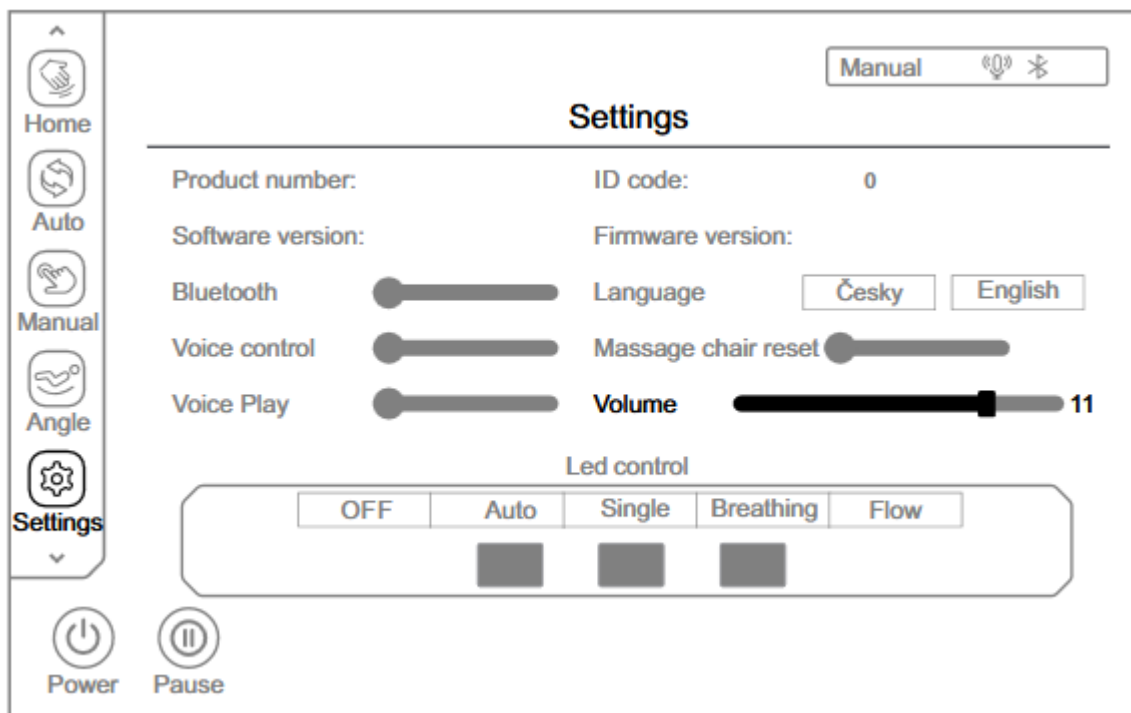 Manual
Home
Settings
Product number:
ID code: 0
Auto
Software version:
Firmware version:
Bluetooth
Language Česky English
Manual
Voice control
Massage chair reset
Voice Play
Volume 11
Angle
Led control
Settings
OFF Auto Single Breathing Flow
Power Pause